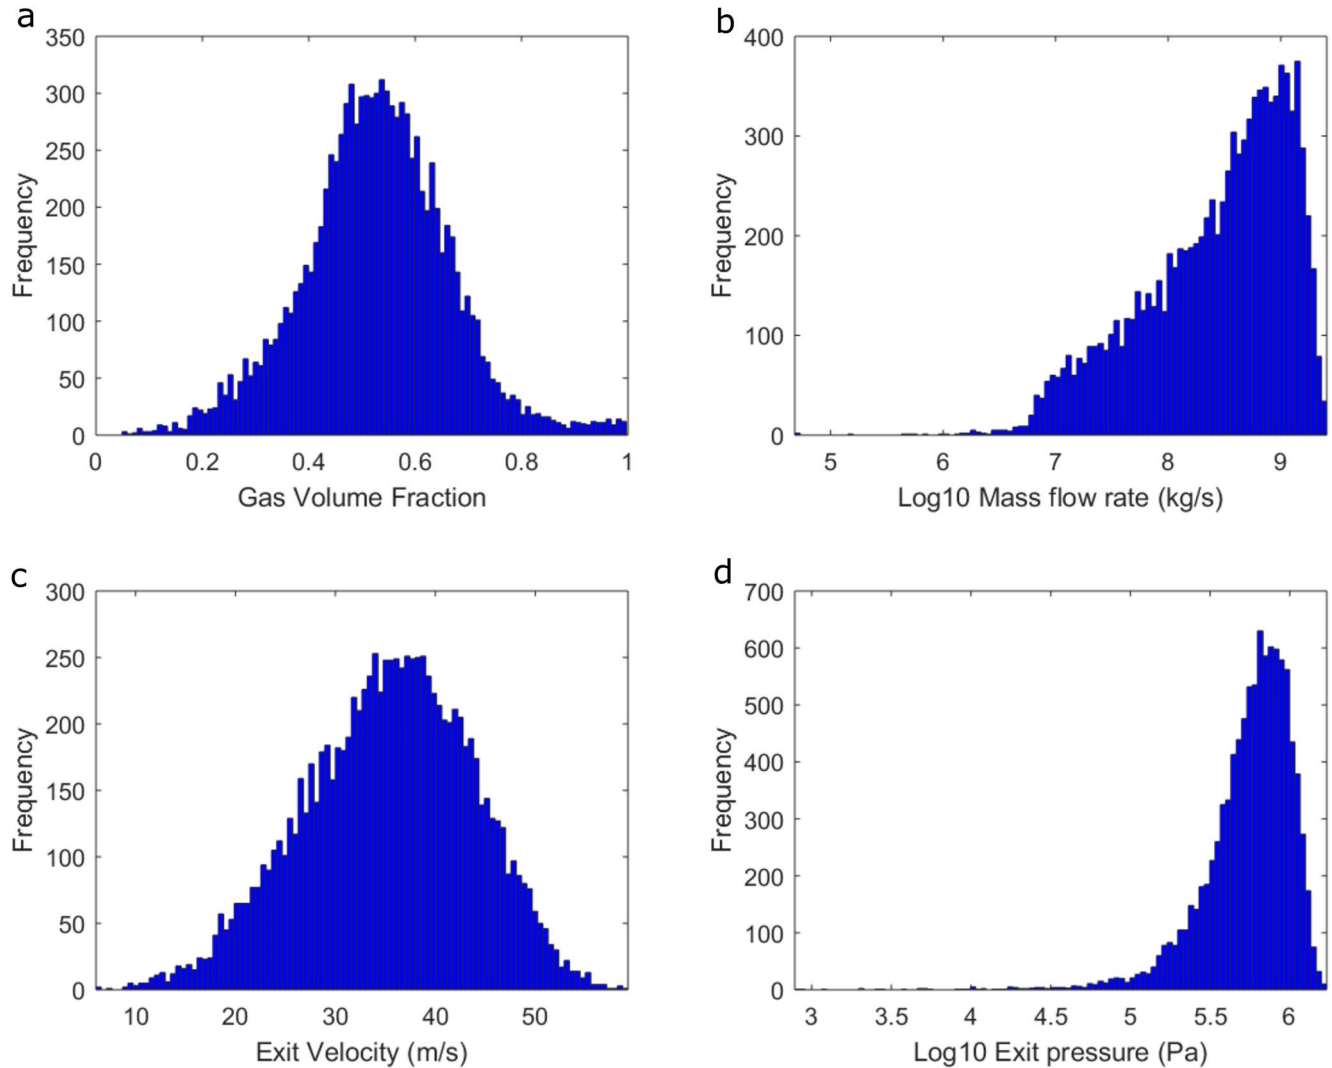 a
350
300
250
200
150
100
50
0
Frequency
0 0.2 0.4 0.6 0.8 1
Gas Volume Fraction
b
400
300
200
100
0
Frequency
5 6 7 8 9
Log10 Mass flow rate (kg/s)
c
300
250
200
150
100
50
0
Frequency
10 20 30 40 50
Exit Velocity (m/s)
d
700
600
500
400
300
200
100
0
Frequency
3 3.5 4 4.5 5 5.5 6
Log10 Exit pressure (Pa)